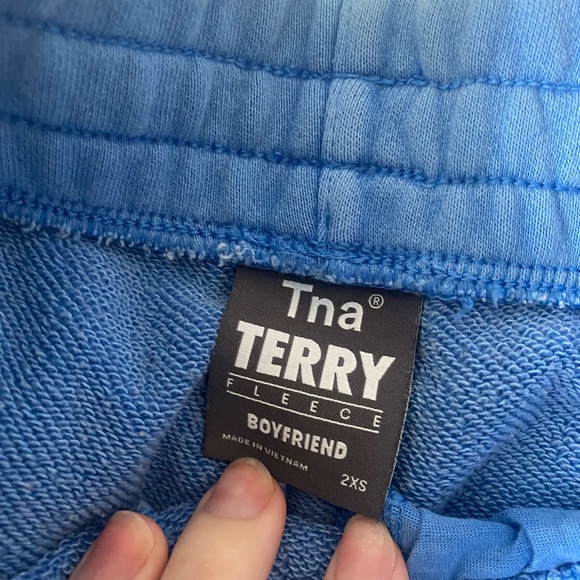 Tna®
TERRY
FLEECE
BOYFRIEND
MADE IN VIETNAM
2XS